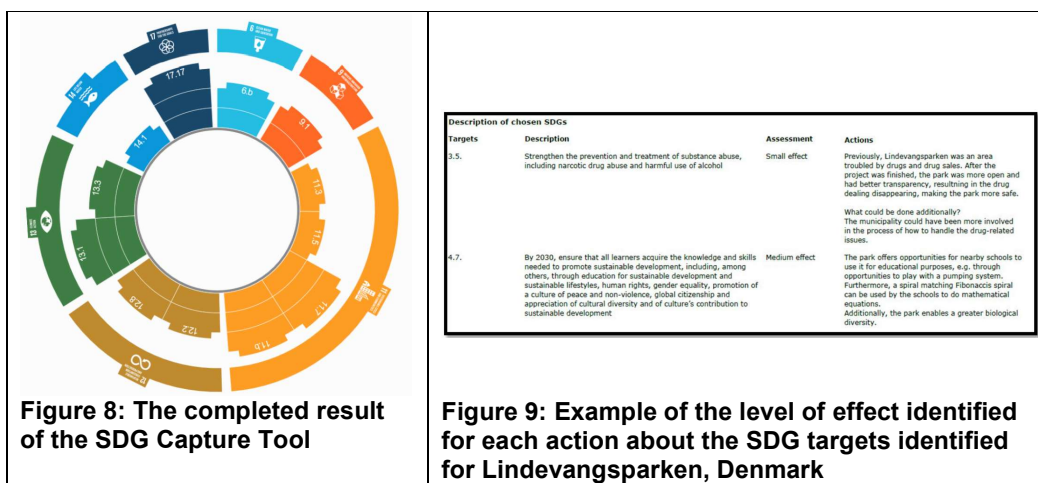 17.17
6.b
9.1
11.3
11.5
11.7
11.b
12.2
12.8
13.1
13.3
14.1
17
6
9
11
12
13
14
Figure 8: The completed result
of the SDG Capture Tool
Description of chosen SDGs
Targets Description Assessment Actions
3.5. Strengthen the prevention and treatment of substance abuse, Small effect Previously, Lindevangsparken was an area
including narcotic drug abuse and harmful use of alcohol troubled by drugs and drug sales. After the
project was finished, the park was more open and
had better transparency, resultning in the drug
dealing disappearing, making the park more safe.
What could be done additionally?
The municipality could have been more involved
in the process of how to handle the drug-related
issues.
4.7. By 2030, ensure that all learners acquire the knowledge and skills Medium effect The park offers opportunities for nearby schools to
needed to promote sustainable development, including, among use it for educational purposes, e.g. through
others, through education for sustainable development and opportunities to play with a pumping system.
sustainable lifestyles, human rights, gender equality, promotion of Furthermore, a spiral matching Fibonaccis spiral
a culture of peace and non-violence, global citizenship and can be used by the schools to do mathematical
appreciation of cultural diversity and of culture's contribution to equations.
sustainable development Additionally, the park enables a greater biological
diversity.
Figure 9: Example of the level of effect identified
for each action about the SDG targets identified
for Lindevangsparken, Denmark